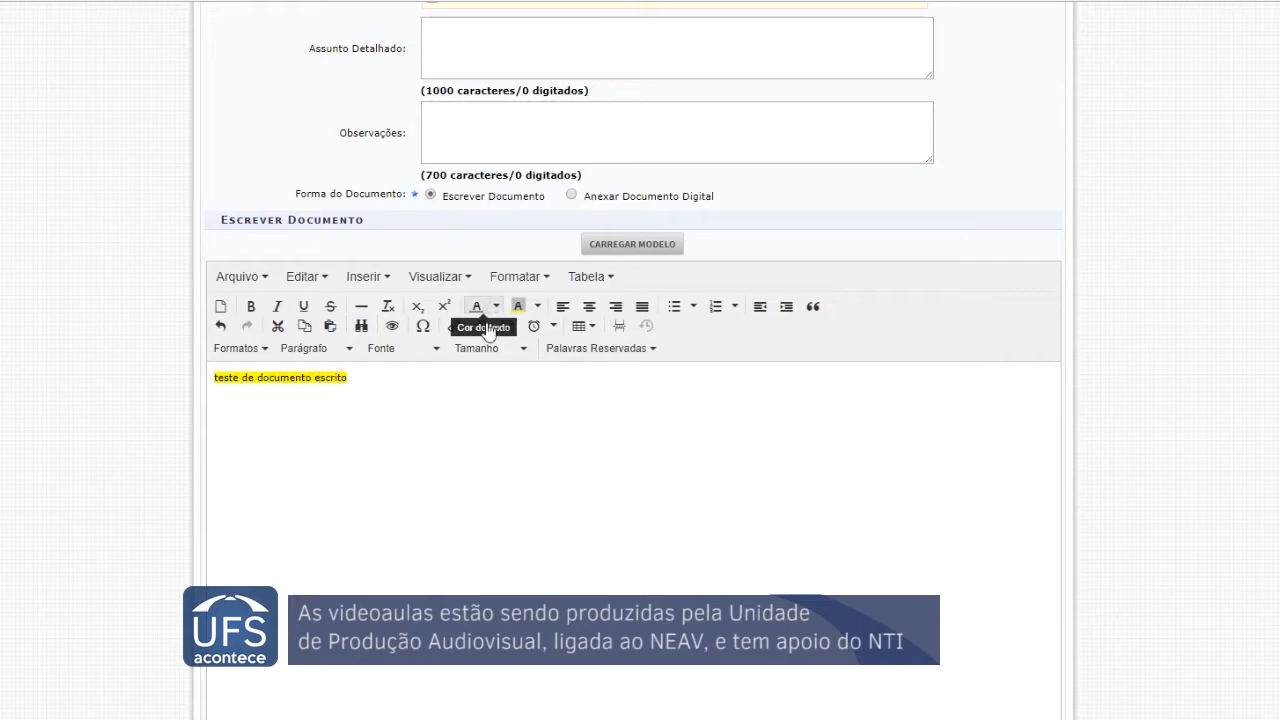 Assunto Detalhado:
(1000 caracteres/0 digitados)
Observações:
(700 caracteres/0 digitados)
Forma do Documento: Escrever Documento Anexar Documento Digital
ESCREVER DOCUMENTO
CARREGAR MODELO
Arquivo Editar Inserir Visualizar Formatar Tabela
Cor do texto
Formatos Parágrafo Fonte Tamanho Palavras Reservadas
teste de documento escrito
As videoaulas estão sendo produzidas pela Unidade
de Produção Audiovisual, ligada ao NEAV, e tem apoio do NTI
UFS
acontece